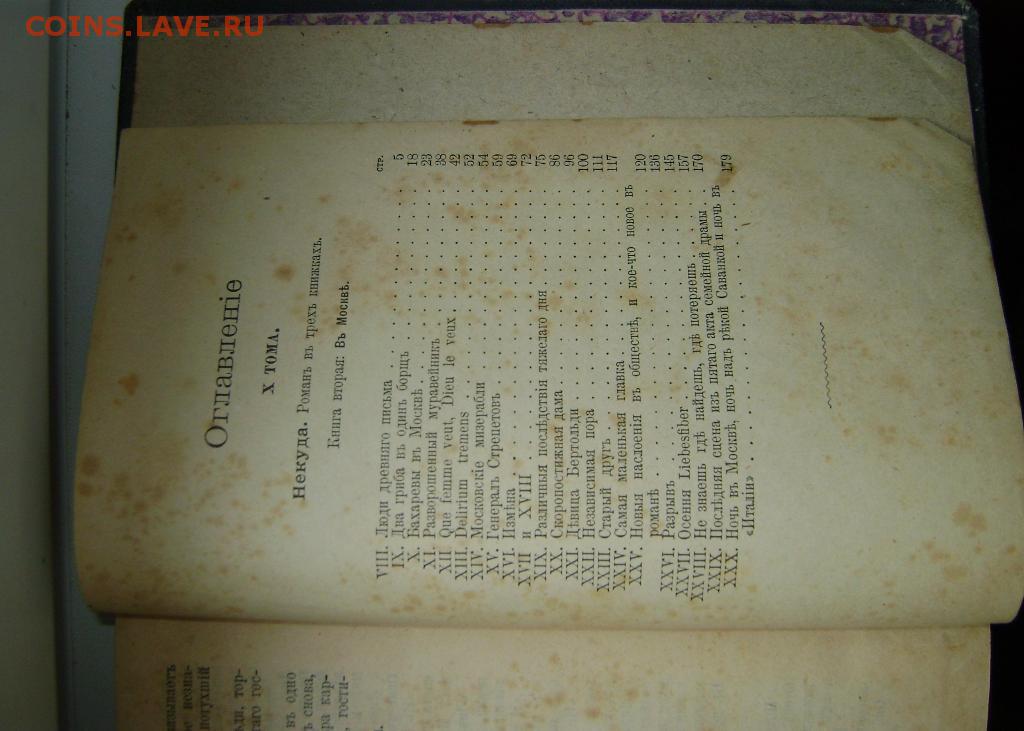 COINS.LAVE.RU
Оглавленіе
X ТОМА.
Некуда. Романъ въ трехъ книжкахъ.
Книга вторая: Въ Москвѣ.
СТР.
VIII. Люди древняго письма . . . 5
IX. Два гриба въ одинъ борщъ . . . 18
X. Бахаревы въ Москвѣ . . . 23
XI. Разворошенный муравейникъ . . . 38
XII. Que femme veut, Dieu le veux . . . 42
XIII. Delirium tremens . . . 52
XIV. Московскіе мизерабли . . . 54
XV. Генералъ Стрепетовъ . . . 59
XVI. Измѣна . . . 69
XVII и XVIII . . . 72
XIX. Различныя послѣдствія тяжелаго дня . . . 75
XX. Скоропостижная дама . . . 86
XXI. Дѣвица Бертольди . . . 96
XXII. Независимая пора . . . 100
XXIII. Старый другъ . . . 111
XXIV. Самая маленькая главка . . . 117
XXV. Новыя наслоенія въ обществѣ, и кое-что новое въ
романѣ . . . 120
XXVI. Разрывъ . . . 136
XXVII. Осенняя Liebesfiber . . . 145
XXVIII. Не знаешь гдѣ найдешь, гдѣ потеряешь . . . 157
XXIX. Послѣдняя сцена изъ пятаго акта семейной драмы . . . 170
XXX. Ночь въ Москвѣ, ночь надъ рѣкой Саванкой и ночь въ
«Италіи» . . . 179
потухшій
въ одно
ъ снова,
гости-